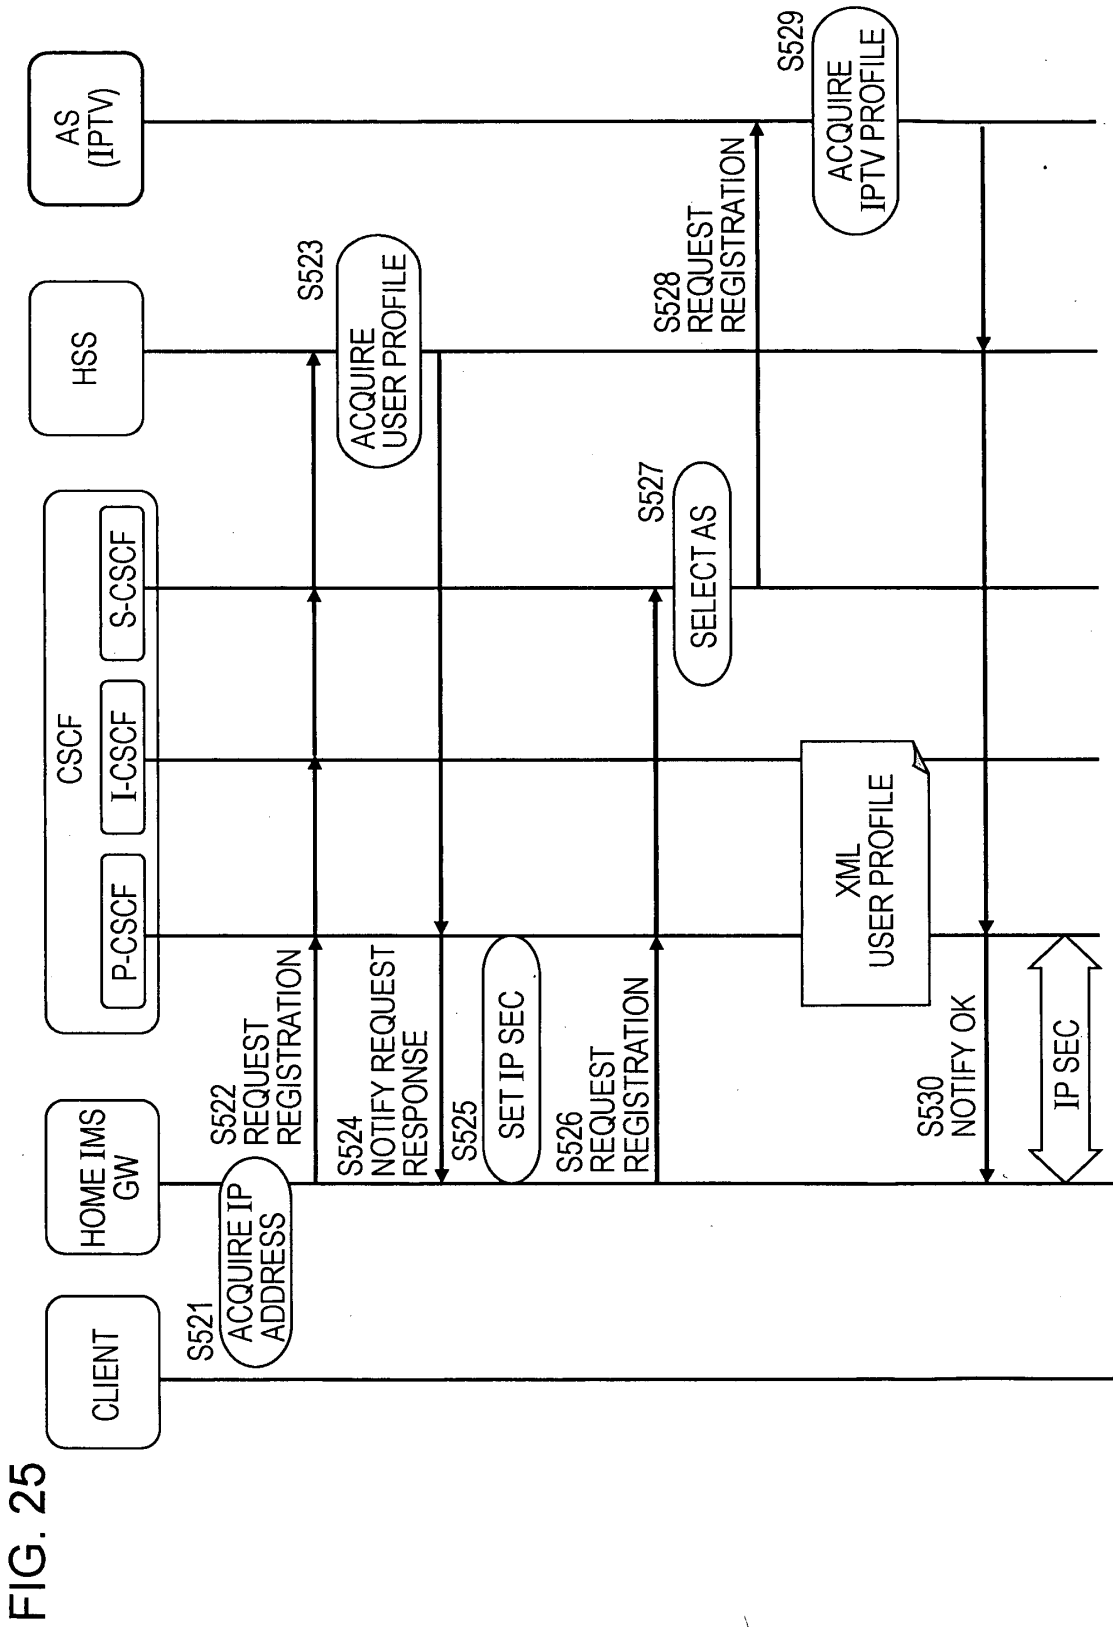 FIG. 25
CLIENT
HOME IMS
GW
CSCF
P-CSCF
I-CSCF
S-CSCF
HSS
AS
(IPTV)
S521
ACQUIRE IP
ADDRESS
S522
REQUEST
REGISTRATION
S523
ACQUIRE
USER PROFILE
S524
NOTIFY REQUEST
RESPONSE
S525
SET IP SEC
S526
REQUEST
REGISTRATION
S527
SELECT AS
S528
REQUEST
REGISTRATION
S529
ACQUIRE
IPTV PROFILE
XML
USER PROFILE
S530
NOTIFY OK
IP SEC